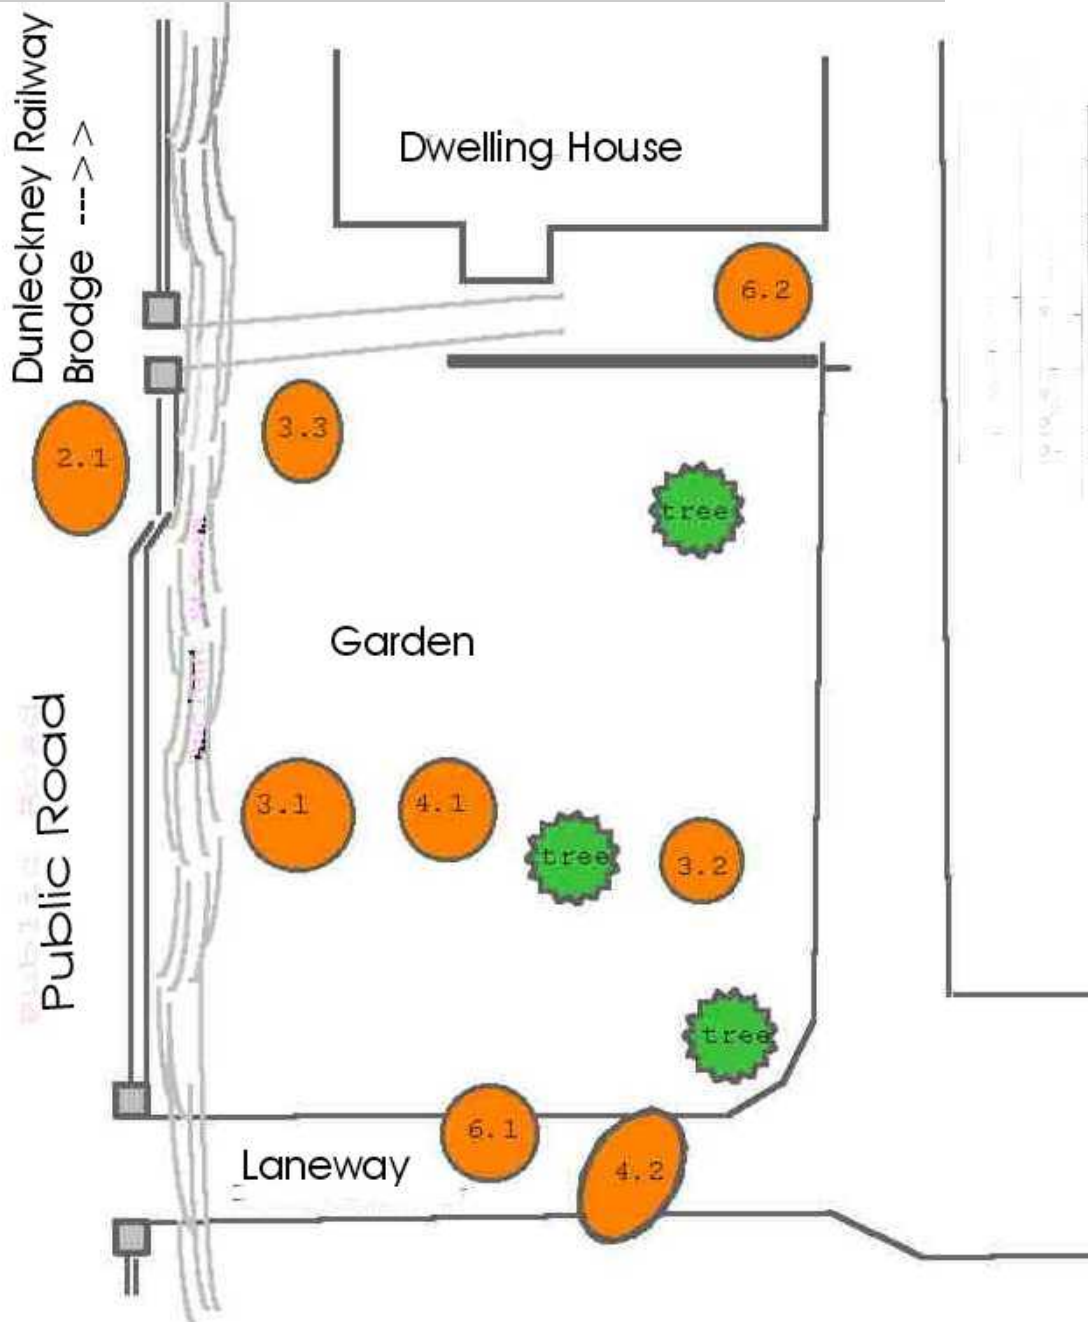 Dunleckney Railway
Brodge --->>
Dwelling House
6.2
3.3
2.1
tree
Garden
Public Road
3.1
4.1
tree
3.2
tree
6.1
4.2
Laneway